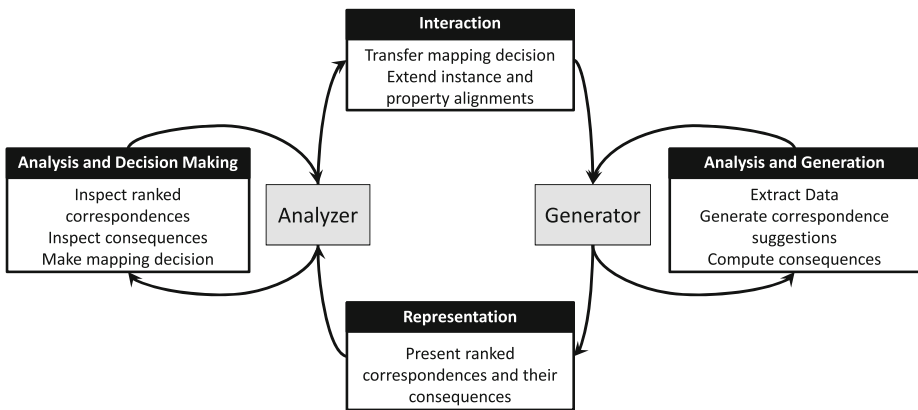 Interaction
Transfer mapping decision
Extend instance and
property alignments
Analysis and Decision Making
Inspect ranked
correspondences
Inspect consequences
Make mapping decision
Analyzer
Generator
Analysis and Generation
Extract Data
Generate correspondence
suggestions
Compute consequences
Representation
Present ranked
correspondences and their
consequences